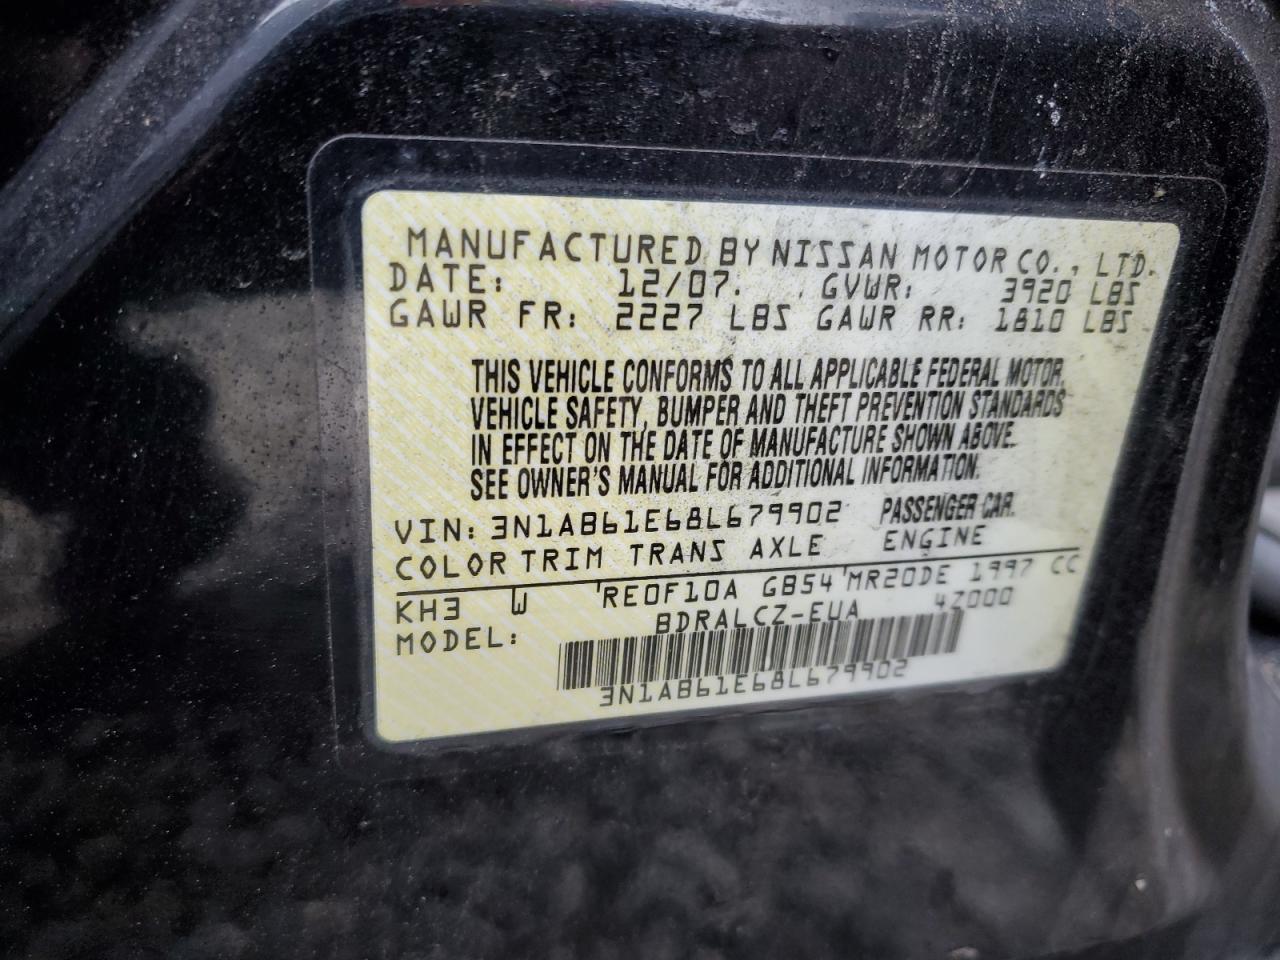 MANUFACTURED BY NISSAN MOTOR CO., LTD.
DATE: 12/07. GVWR: 3920 LBS
GAWR FR: 2227 LBS GAWR RR: 1810 LBS
THIS VEHICLE CONFORMS TO ALL APPLICABLE FEDERAL MOTOR
VEHICLE SAFETY, BUMPER AND THEFT PREVENTION STANDARDS
IN EFFECT ON THE DATE OF MANUFACTURE SHOWN ABOVE.
SEE OWNER'S MANUAL FOR ADDITIONAL INFORMATION.
VIN: 3N1AB61E68L679902 PASSENGER CAR.
COLOR TRIM TRANS AXLE ENGINE
KH3 W RE0F10A GB54 MR20DE 1997 CC
MODEL: BDRALCZ-EUA 4Z000
3N1AB61E68L679902